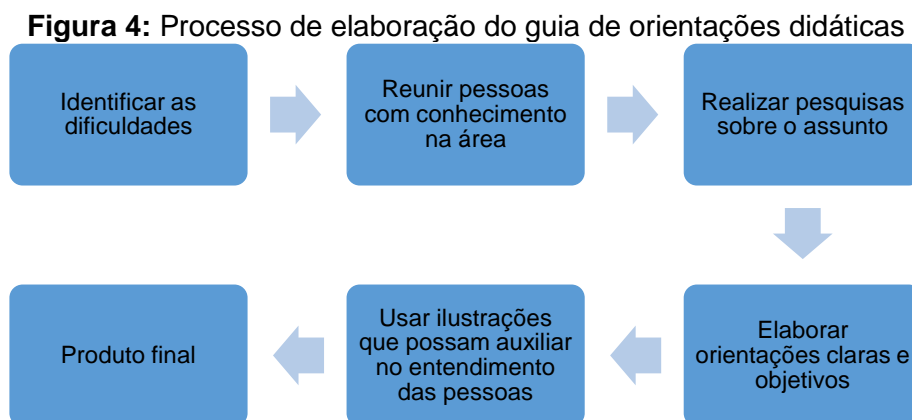 Figura 4: Processo de elaboração do guia de orientações didáticas
Identificar as
dificuldades
Reunir pessoas
com conhecimento
na área
Realizar pesquisas
sobre o assunto
Elaborar
orientações claras e
objetivos
Usar ilustrações
que possam auxiliar
no entendimento
das pessoas
Produto final